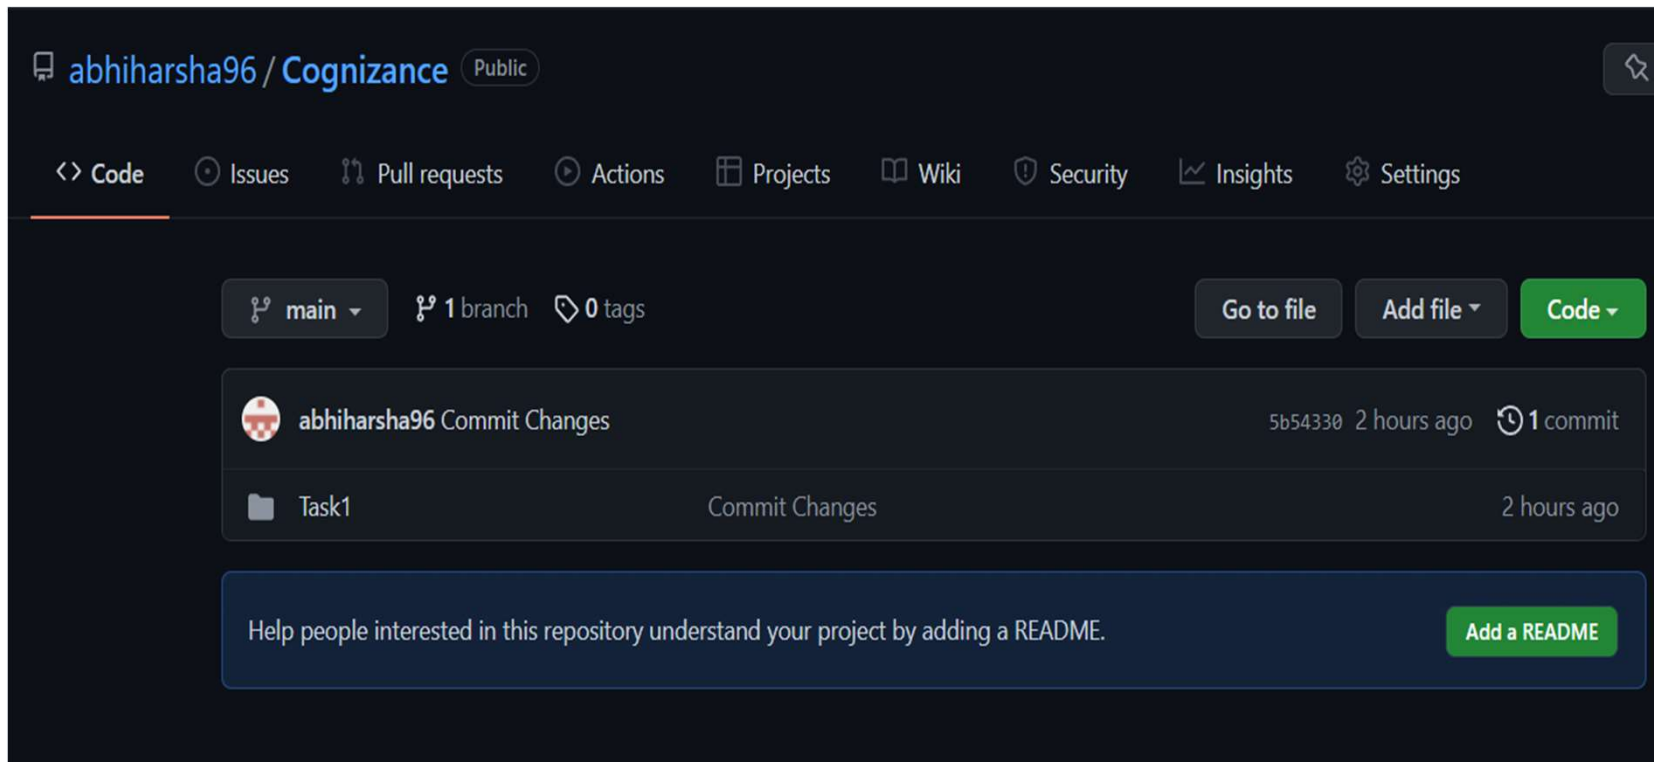 abhiharsha96 / Cognizance Public
Code Issues Pull requests Actions Projects Wiki Security Insights Settings
main 1 branch 0 tags Go to file Add file Code
abhiharsha96 Commit Changes 5b54330 2 hours ago 1 commit
Task1 Commit Changes 2 hours ago
Help people interested in this repository understand your project by adding a README. Add a README